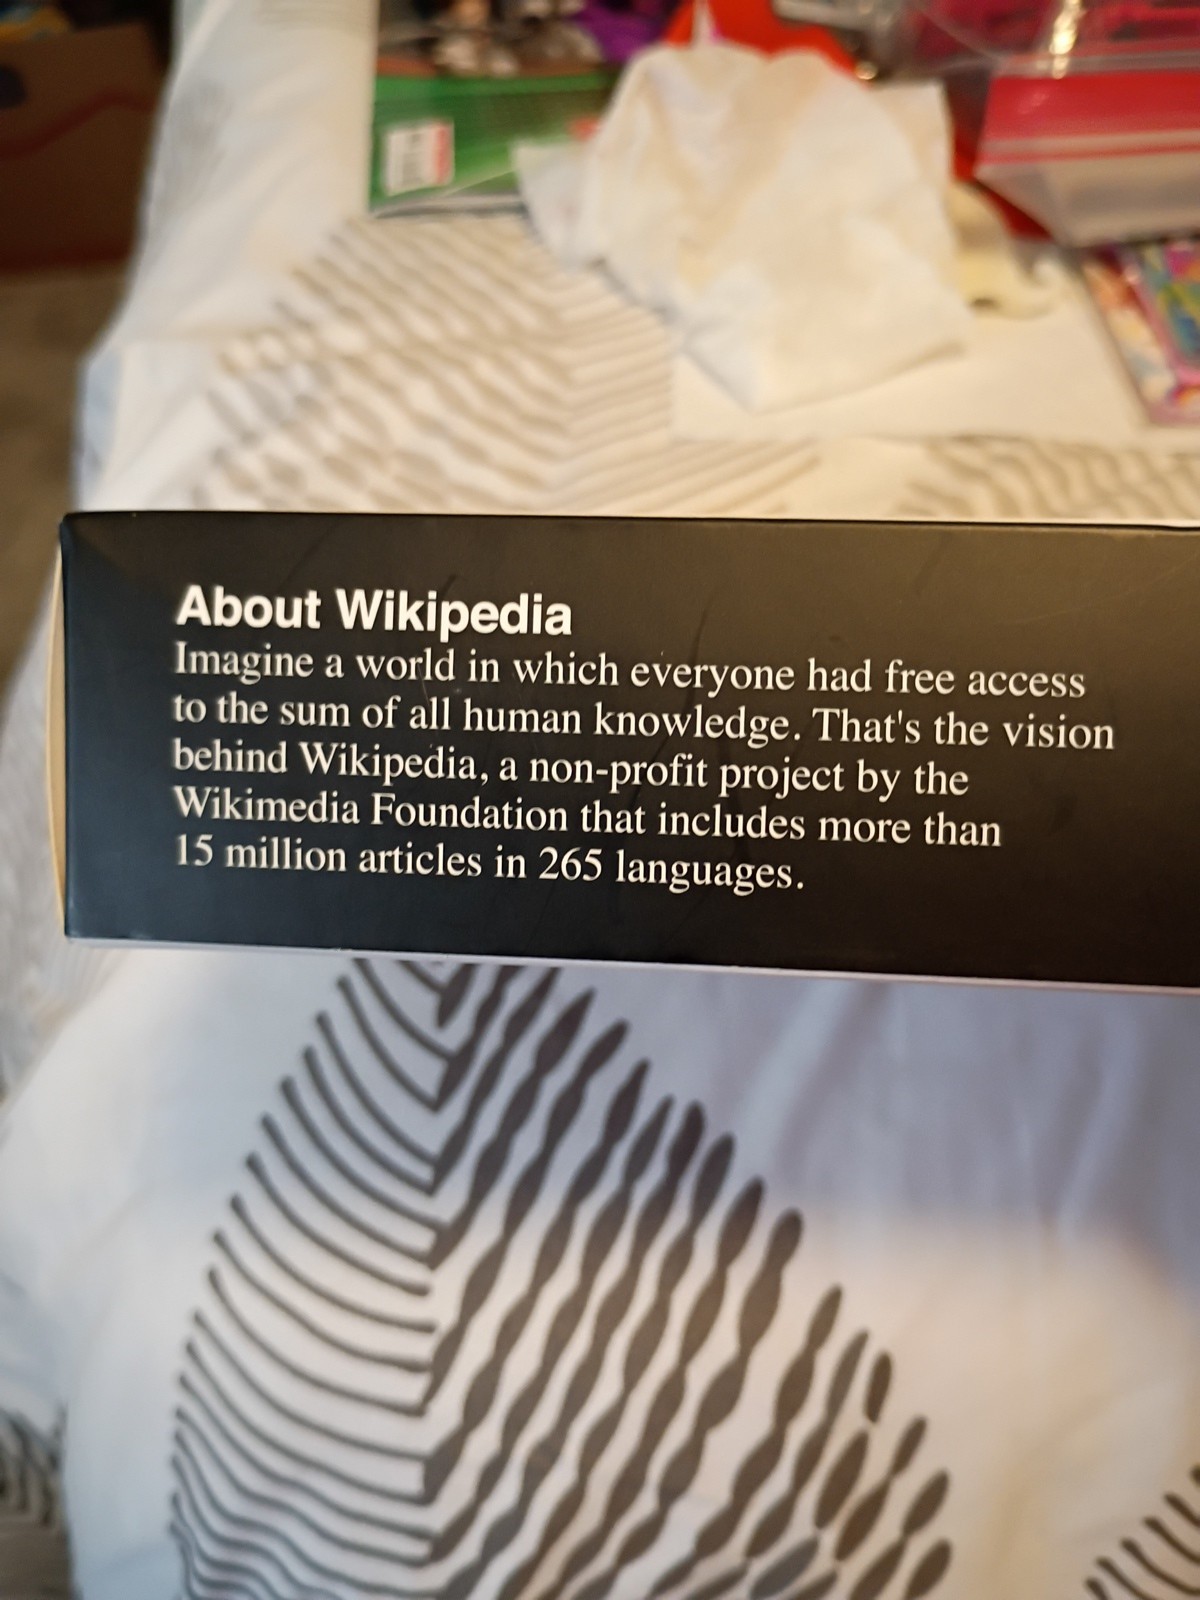 About Wikipedia
Imagine a world in which everyone had free access
to the sum of all human knowledge. That's the vision
behind Wikipedia, a non-profit project by the
Wikimedia Foundation that includes more than
15 million articles in 265 languages.